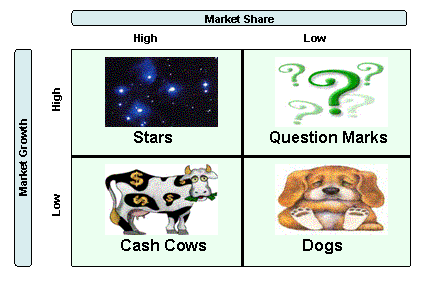 Market Share
High Low
Market Growth
High
Stars
Question Marks
Low
$ $ $
Cash Cows
Dogs